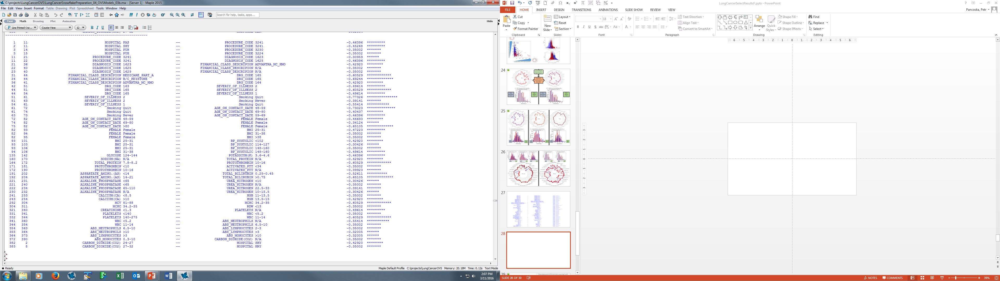 C:\projects\LungCancerOVS\LungCancerSnowflakePreparation_04_OVSModels_03b.mw - [Server 1] - Maple 2015
File Edit View Insert Format Table Drawing Plot Spreadsheet Tools Window Help
Search for help, tasks, apps...
Text Math Drawing Plot Animation Hide
Line Printed Out... Courier New 12 B I U
1 11 HOSPITAL PAS -- PROCEDURE_CODE 3241 -0.46396 *********
2 11 HOSPITAL SHY -- PROCEDURE_CODE 3241 -0.45268 *********
3 14 HOSPITAL PUH -- PROCEDURE_CODE 3230 -0.35002 *******
3 15 HOSPITAL PUH -- PROCEDURE_CODE 3224 -0.35002 *******
11 21 PROCEDURE_CODE 3241 -- DIAGNOSIS_CODE 1623 -0.30959 ******
11 22 PROCEDURE_CODE 3241 -- DIAGNOSIS_CODE 1625 -0.46396 *********
21 36 DIAGNOSIS_CODE 1623 -- FINANCIAL_CLASS_DESCRIPION ADVANTRA_MC_HMO -0.42920 ********
22 40 DIAGNOSIS_CODE 1625 -- FINANCIAL_CLASS_DESCRIPION N/A -0.35002 *******
23 40 DIAGNOSIS_CODE 1629 -- FINANCIAL_CLASS_DESCRIPION N/A -0.35002 *******
31 44 FINANCIAL_CLASS_DESCRIPION MEDICARE_PART_A -- DRG_CODE 165 -0.60529 ************
34 44 FINANCIAL_CLASS_DESCRIPION B/C_KEYSTONE -- DRG_CODE 165 -0.69244 *************
36 41 FINANCIAL_CLASS_DESCRIPION ADVANTRA_MC_HMO -- DRG_CODE 164 -0.42920 ********
42 51 DRG_CODE 163 -- SEVERIY_OF_ILLNESS 2 -0.49614 *********
44 51 DRG_CODE 165 -- SEVERIY_OF_ILLNESS 2 -0.60529 ************
44 54 DRG_CODE 165 -- SEVERIY_OF_ILLNESS 1 -0.49614 *********
51 61 SEVERIY_OF_ILLNESS 2 -- Smoking Quit -0.77326 ***************
51 63 SEVERIY_OF_ILLNESS 2 -- Smoking Never -0.39141 *******
54 61 SEVERIY_OF_ILLNESS 1 -- Smoking Quit -0.55414 ***********
61 72 Smoking Quit -- AGE_ON_CONTACT_DATE 48-59 -0.73023 **************
61 74 Smoking Quit -- AGE_ON_CONTACT_DATE 69-80 -0.40437 ********
63 73 Smoking Never -- AGE_ON_CONTACT_DATE 59-69 -0.46396 *********
72 82 AGE_ON_CONTACT_DATE 48-59 -- FEMALE Female -0.44693 ********
74 82 AGE_ON_CONTACT_DATE 69-80 -- FEMALE Female -0.34124 ******
75 82 AGE_ON_CONTACT_DATE >80 -- FEMALE Female -0.65105 *************
82 93 FEMALE Female -- BMI 25-31 -0.47223 *********
82 94 FEMALE Female -- BMI 31-38 -0.35002 *******
82 95 FEMALE Female -- BMI >38 -0.35002 *******
93 101 BMI 25-31 -- BP_SYSTOLIC <102 -0.42920 ********
93 103 BMI 25-31 -- BP_SYSTOLIC 114-127 -0.30426 ******
93 106 BMI 25-31 -- BP_SYSTOLIC 148-160 -0.35002 *******
94 106 BMI 31-38 -- BP_SYSTOLIC 148-160 -0.49614 *********
135 142 GLUCOSE 124-144 -- POTASSIUM(K) 3.6-4.6 -0.46396 *********
160 170 SODIUM(NA) N/A -- TOTAL_PROTEIN N/A -0.42920 ********
164 172 TOTAL_PROTEIN 7.8-8.2 -- PROTOTHROMBIN 10-16 -0.60529 ************
171 181 PROTOTHROMBIN <10 -- ACTIVATED_PTT <34 -0.35002 *******
172 190 PROTOTHROMBIN 10-16 -- ACTIVATED_PTT N/A -0.39923 *******
191 202 ASPARTATE_AMINO.(AS) <14 -- TOTAL_BILIRUBIN 0.25-0.45 -0.52611 **********
192 204 ASPARTATE_AMINO.(AS) 14-21 -- TOTAL_BILIRUBIN >0.75 -0.65105 *************
221 231 ALKALINE_PHOSPHATASE <65 -- UREA_NITROGEN <10 -0.30426 ******
221 240 ALKALINE_PHOSPHATASE <65 -- UREA_NITROGEN N/A -0.35002 *******
222 234 ALKALINE_PHOSPHATASE 65-110 -- UREA_NITROGEN 22.5-33 -0.39141 *******
230 232 ALKALINE_PHOSPHATASE N/A -- UREA_NITROGEN 10-15.5 -0.30426 ******
241 253 CALCIUM(CA) <8.5 -- HGB 11-13.5 -0.35002 *******
243 254 CALCIUM(CA) >10 -- HGB 13.5-15 -0.42920 ********
292 304 MCV 81-88 -- MCHC 34.2-35 -0.60529 ************
304 311 MCHC 34.2-35 -- RDW <13 -0.35002 *******
321 340 CREATININE <1.3 -- PLATELETS N/A -0.49614 *********
331 341 PLATELETS <140 -- WBC <5.2 -0.35002 *******
332 344 PLATELETS 140-275 -- WBC 11-14 -0.60529 ************
341 360 WBC <5.2 -- ABS_NEUTROPHILS N/A -0.55414 ***********
344 354 WBC 11-14 -- ABS_NEUTROPHILS 6.5-10 -0.35002 *******
354 363 ABS_NEUTROPHILS 6.5-10 -- ABS_LYMPHOCYTES 2-3 -0.35002 *******
355 364 ABS_NEUTROPHILS >10 -- ABS_LYMPHOCYTES >3 -0.32005 ******
364 373 ABS_LYMPHOCYTES >3 -- ABS_MONOCYTES >10 -0.32005 ******
372 390 ABS_MONOCYTES 0.3-10 -- CARBON_DIOXIDE(CO2) N/A -0.35002 *******
382 2 CARBON_DIOXIDE(CO2) 24-27 -- HOSPITAL SHY -0.42920 ********
383 8 CARBON_DIOXIDE(CO2) 27-32 -- HOSPITAL HRY -0.35002 *******
>
>
Ready Maple Default Profile C:\projects\LungCancerOVS Memory: 20.18M Time: 0.12s Text Mode
2:07 PM
3/11/2016
LungCancerSelectResultsF.pptx - PowerPoint
FILE HOME INSERT DESIGN TRANSITIONS ANIMATIONS SLIDE SHOW REVIEW VIEW Pancoska, Petr
Paste Cut Copy Format Painter
Clipboard
New Slide Layout Reset Section
Slides
18
Font
Text Direction Align Text Convert to SmartArt
Paragraph
Arrange Quick Styles Shape Fill Shape Outline Shape Effects
Drawing
Find Replace Select
Editing
24
25
26
27
28
29
SLIDE 28 OF 30 NOTES COMMENTS 39%